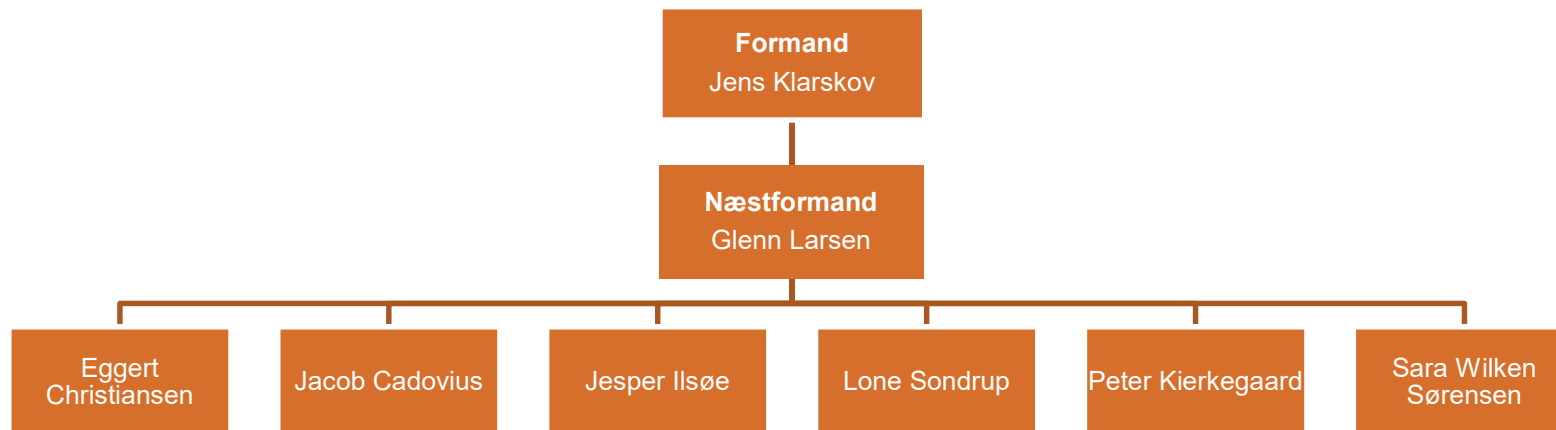 Formand
Jens Klarskov
Næstformand
Glenn Larsen
Eggert
Christiansen
Jacob Cadovius
Jesper Ilsøe
Lone Sondrup
Peter Kierkegaard
Sara Wilken
Sørensen